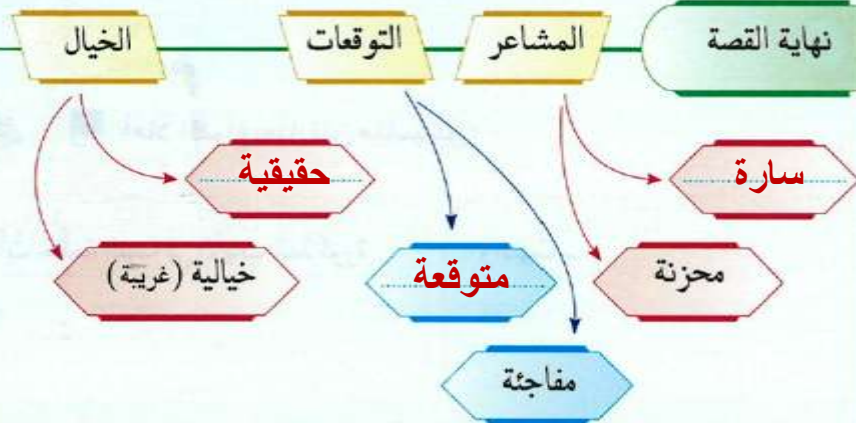 نهاية القصة
المشاعر
التوقعات
الخيال
سارة
حقيقية
محزنة
متوقعة
خيالية (غريبة)
مفاجئة